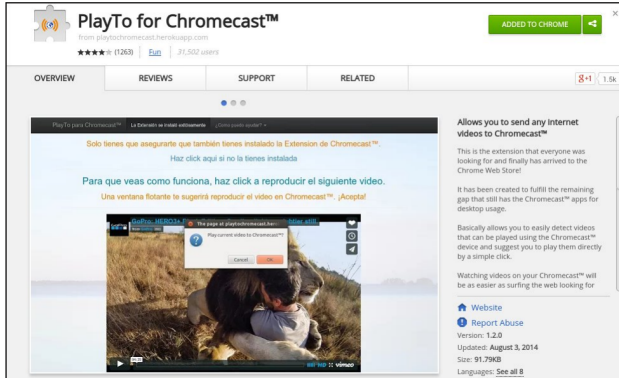 PlayTo for Chromecast™
from playtochromecast.herokuapp.com
(1263) Fun 31,502 users
ADDED TO CHROME
OVERVIEW REVIEWS SUPPORT RELATED
g+1 1.5k
PlayTo para Chromecast™ La Extensión se instaló exitosamente ¿Cómo puedo ayudar?
Solo tienes que asegurarte que también tienes instalado la Extension de Chromecast™.
Haz click aqui si no la tienes instalada
Para que veas como funciona, haz click a reproducir el siguiente video.
Una ventana flotante te sugerirá reproducir el video en Chromecast™. ¡Acepta!
GoPro: HERO3+
The page at playtochromecast.her
Play current video to Chromecast™?
Cancel OK
HD vimeo
Allows you to send any Internet
videos to Chromecast™
This is the extension that everyone was
looking for and finally has arrived to the
Chrome Web Store!
It has been created to fulfill the remaining
gap that still has the Chromecast™ apps for
desktop usage.
Basically allows you to easily detect videos
that can be played using the Chromecast™
device and suggest you to play them directly
by a simple click.
Watching videos on your Chromecast™ will
be as easier as surfing the web looking for
Website
Report Abuse
Version: 1.2.0
Updated: August 3, 2014
Size: 91.79KB
Languages: See all 8